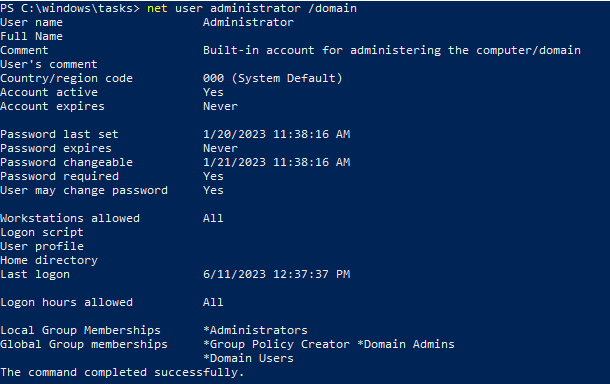 PS C:\windows\tasks> net user administrator /domain
User name                    Administrator
Full Name
Comment                      Built-in account for administering the computer/domain
User's comment
Country/region code          000 (System Default)
Account active               Yes
Account expires              Never
Password last set            1/20/2023 11:38:16 AM
Password expires             Never
Password changeable          1/21/2023 11:38:16 AM
Password required            Yes
User may change password     Yes
Workstations allowed         All
Logon script
User profile
Home directory
Last logon                   6/11/2023 12:37:37 PM
Logon hours allowed          All
Local Group Memberships      *Administrators
Global Group memberships     *Group Policy Creator *Domain Admins
                             *Domain Users
The command completed successfully.